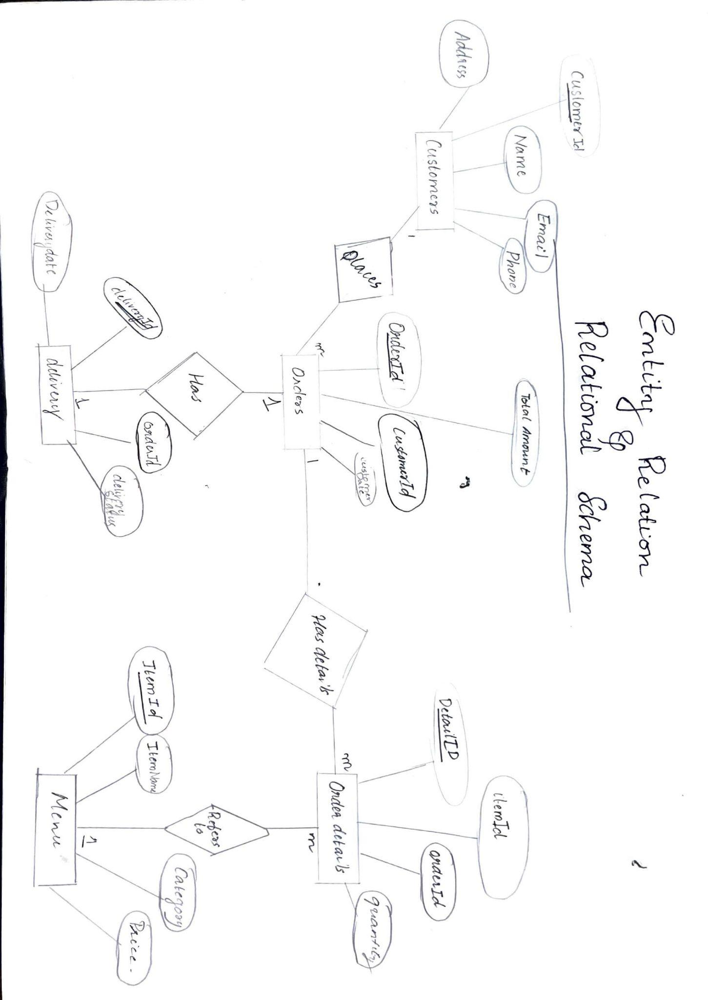 Entity Relation
&
Relational Schema
Address
CustomerId
Name
Email
Phone
Customers
1
Places
m
OrderId
Total Amount
CustomerId
customer
Date
Orders
1
1
Has
1
Deliverydate
deliveryId
delivery
orderId
delivery
status
Has details
m
DetailID
itemId
orderId
quantity
Order details
m
Refers
to
1
ItemId
ItemName
Menu
Category
Price.